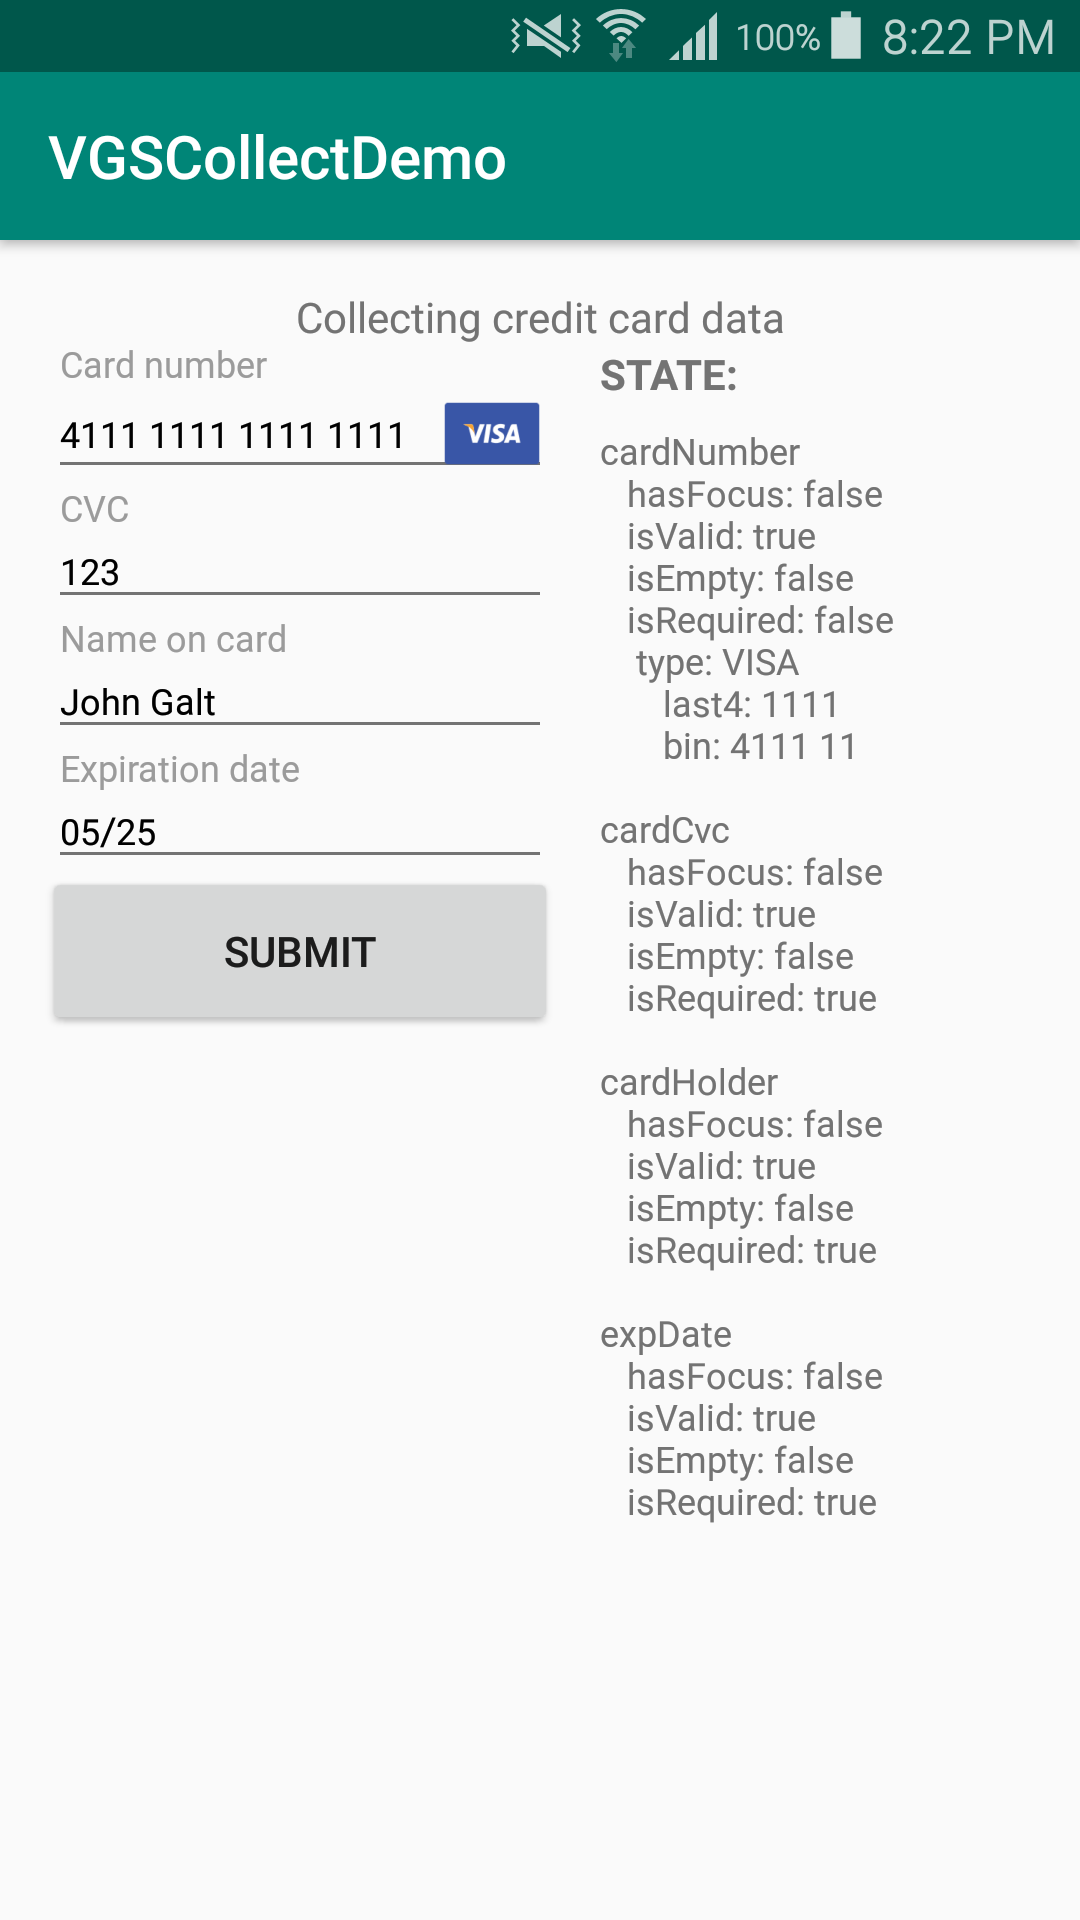 100% 8:22 PM
VGSCollectDemo
Collecting credit card data
Card number
4111 1111 1111 1111 VISA
CVC
123
Name on card
John Galt
Expiration date
05/25
SUBMIT
STATE:
cardNumber
hasFocus: false
isValid: true
isEmpty: false
isRequired: false
type: VISA
last4: 1111
bin: 4111 11
cardCvc
hasFocus: false
isValid: true
isEmpty: false
isRequired: true
cardHolder
hasFocus: false
isValid: true
isEmpty: false
isRequired: true
expDate
hasFocus: false
isValid: true
isEmpty: false
isRequired: true